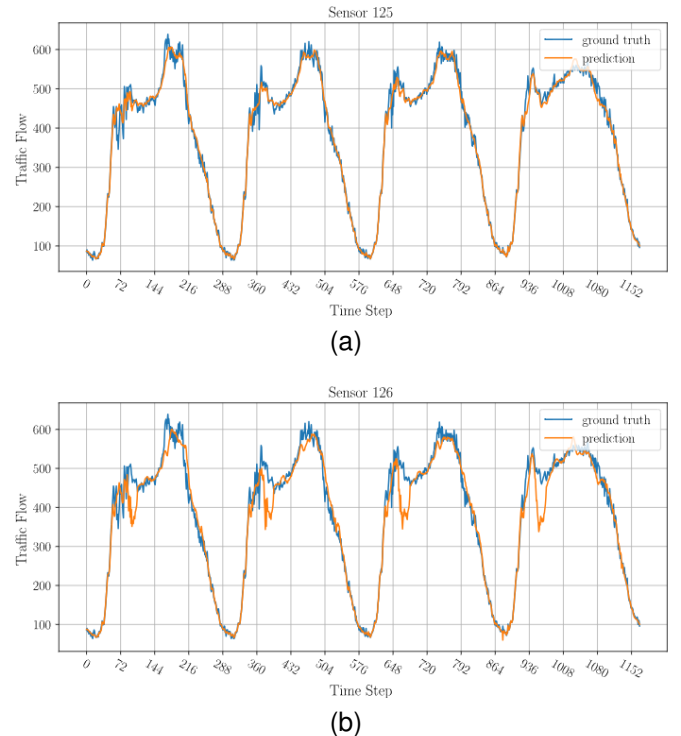 Sensor 125
600
500
400
300
200
100
Traffic Flow
ground truth
prediction
0 72 144 216 288 360 432 504 576 648 720 792 864 936 1008 1080 1152
Time Step
(a)
Sensor 126
600
500
400
300
200
100
Traffic Flow
ground truth
prediction
0 72 144 216 288 360 432 504 576 648 720 792 864 936 1008 1080 1152
Time Step
(b)